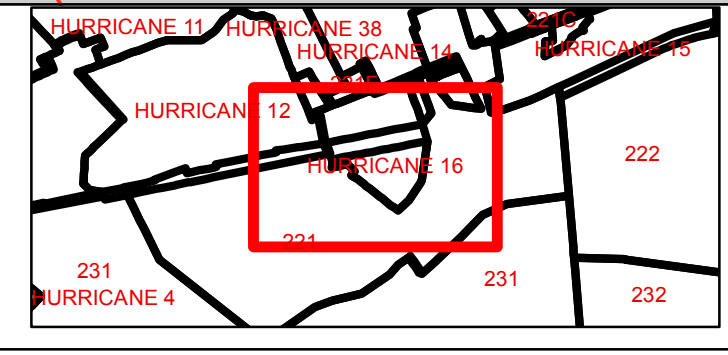 HURRICANE 11
HURRICANE 38
221C
HURRICANE 14
HURRICANE 15
HURRICANE 12
222
HURRICANE 16
221
231
231
HURRICANE 4
232